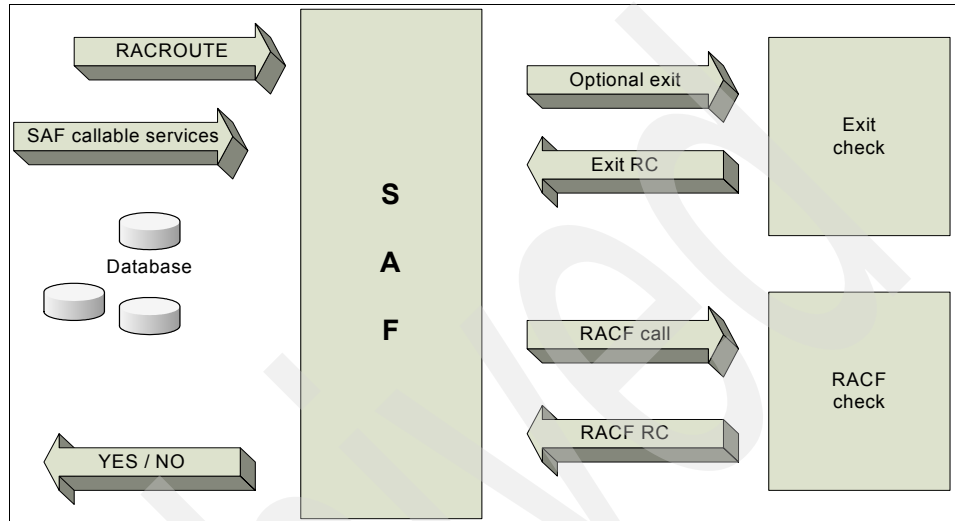 RACROUTE
SAF callable services
Database
YES / NO
S
A
F
Optional exit
Exit RC
Exit
check
RACF call
RACF RC
RACF
check